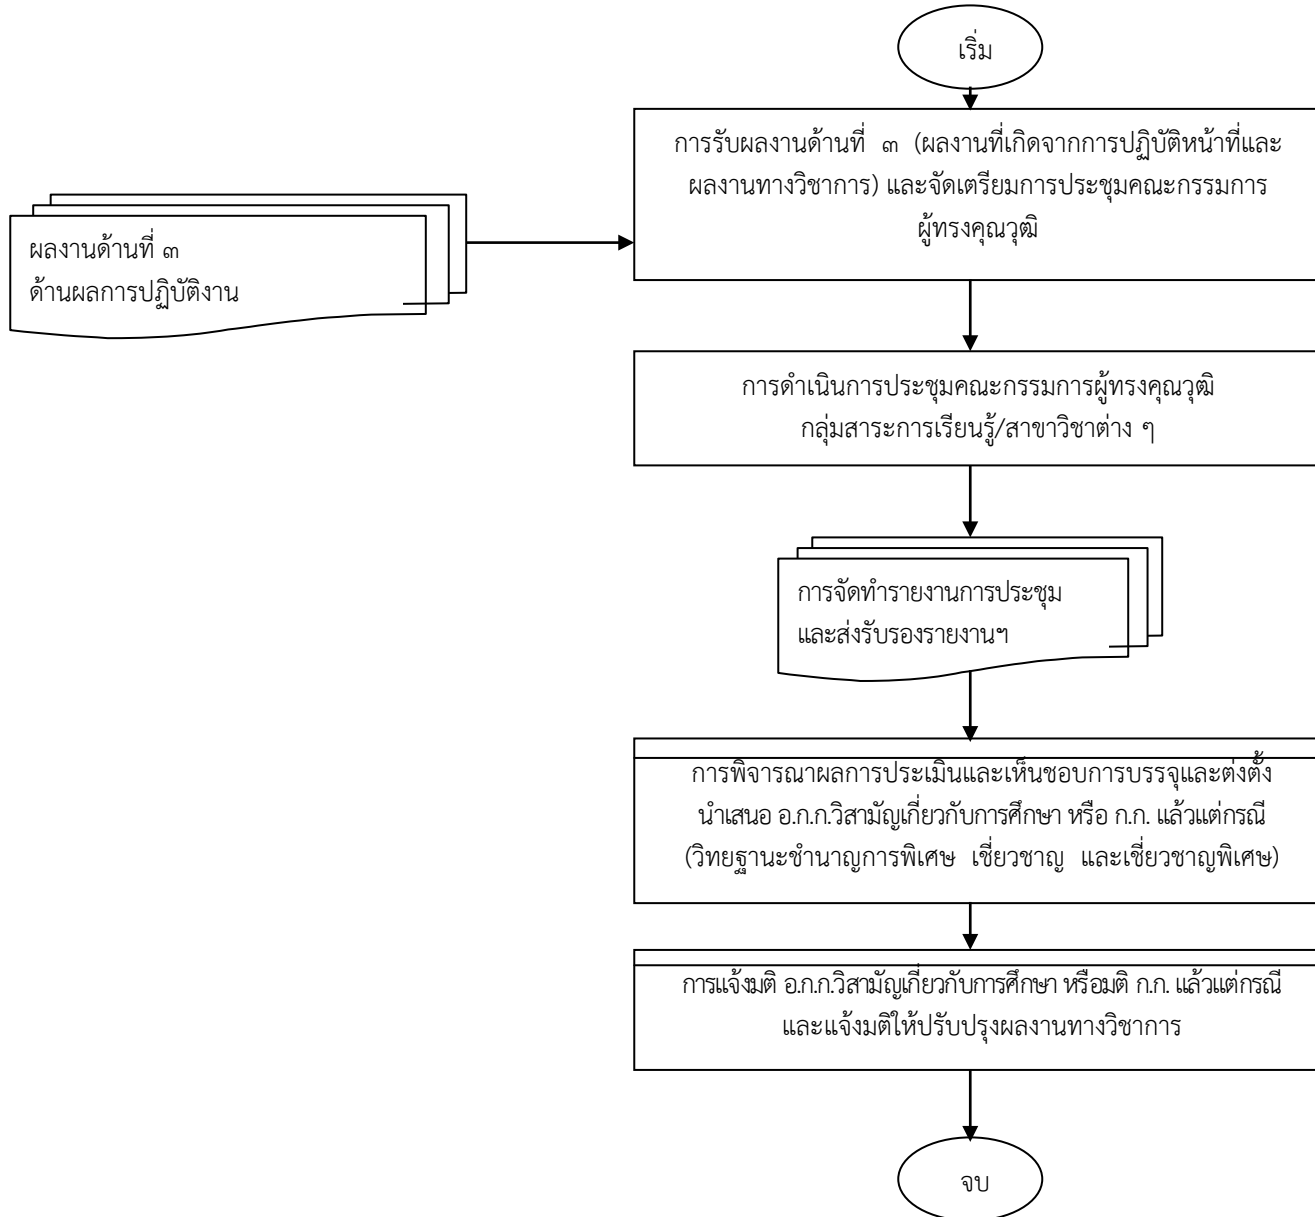 เริ่ม
การรับผลงานด้านที่ ๓ (ผลงานที่เกิดจากการปฏิบัติหน้าที่และ
ผลงานทางวิชาการ) และจัดเตรียมการประชุมคณะกรรมการ
ผู้ทรงคุณวุฒิ
ผลงานด้านที่ ๓
ด้านผลการปฏิบัติงาน
การดำเนินการประชุมคณะกรรมการผู้ทรงคุณวุฒิ
กลุ่มสาระการเรียนรู้/สาขาวิชาต่าง ๆ
การจัดทำรายงานการประชุม
และส่งรับรองรายงานฯ
การพิจารณาผลการประเมินและเห็นชอบการบรรจุและต่งตั้ง
นำเสนอ อ.ก.ก.วิสามัญเกี่ยวกับการศึกษา หรือ ก.ก. แล้วแต่กรณี
(วิทยฐานะชำนาญการพิเศษ เชี่ยวชาญ และเชี่ยวชาญพิเศษ)
การแจ้งมติ อ.ก.ก.วิสามัญเกี่ยวกับการศึกษา หรือมติ ก.ก. แล้วแต่กรณี
และแจ้งมติให้ปรับปรุงผลงานทางวิชาการ
จบ